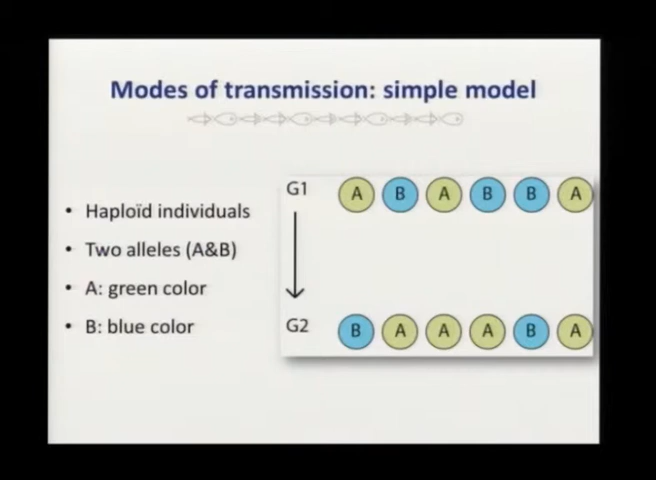 Modes of transmission: simple model
• Haploïd individuals
• Two alleles (A&B)
• A: green color
• B: blue color
G1 A B A B B A
G2 B A A A B A